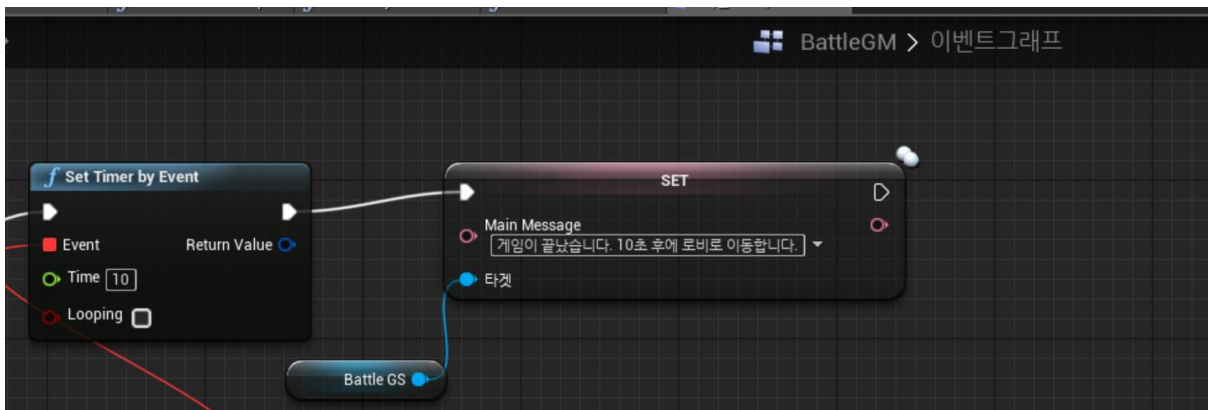 BattleGM > 이벤트그래프
f Set Timer by Event
SET
Event
Return Value
Main Message
게임이 끝났습니다. 10초 후에 로비로 이동합니다.
Time 10
타겟
Looping
Battle GS